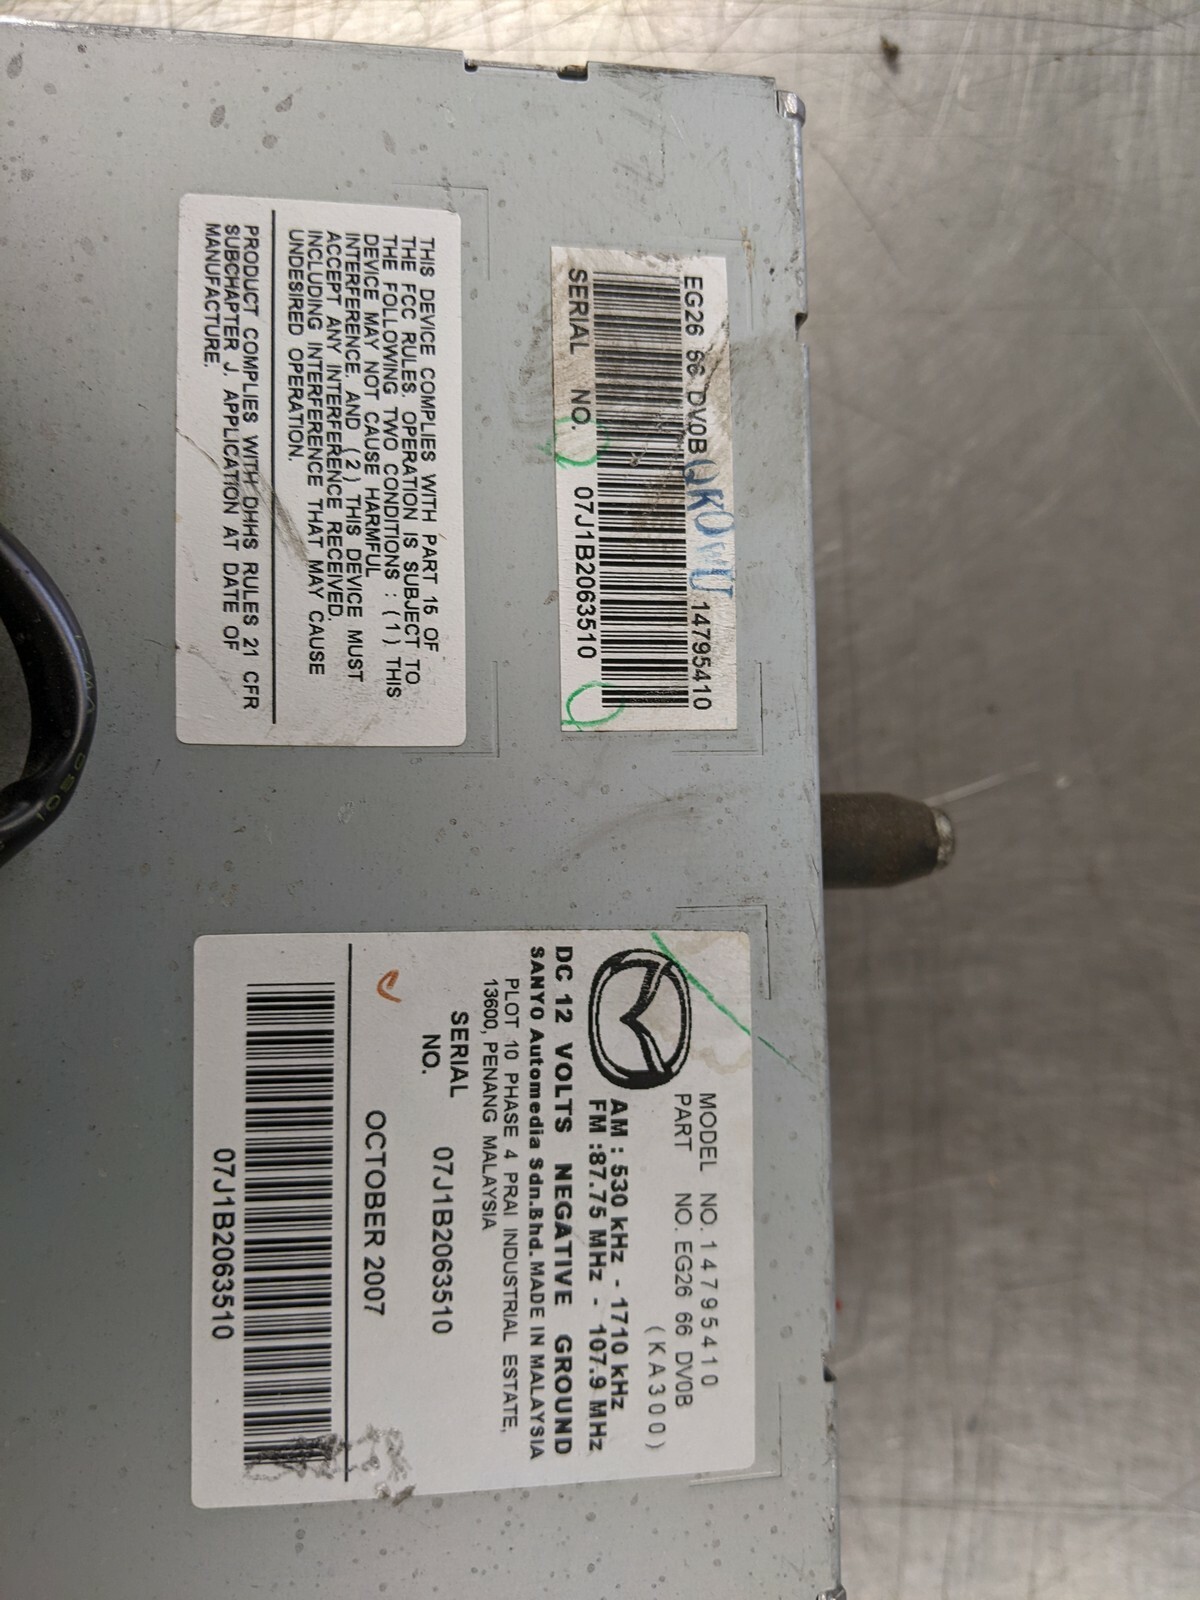 EG26 66 DV0B 14795410
SERIAL NO. 07J1B2063510
THIS DEVICE COMPLIES WITH PART 15 OF
THE FCC RULES. OPERATION IS SUBJECT TO
THE FOLLOWING TWO CONDITIONS : (1) THIS
DEVICE MAY NOT CAUSE HARMFUL
INTERFERENCE, AND (2) THIS DEVICE MUST
ACCEPT ANY INTERFERENCE RECEIVED.
INCLUDING INTERFERENCE THAT MAY CAUSE
UNDESIRED OPERATION.
PRODUCT COMPLIES WITH DHHS RULES 21 CFR
SUBCHAPTER J. APPLICATION AT DATE OF
MANUFACTURE.
MODEL NO. 14795410
PART NO. EG26 66 DV0B
(KA300)
AM : 530 kHz - 1710 kHz
FM :87.75 MHz - 107.9 MHz
DC 12 VOLTS NEGATIVE GROUND
SANYO Automedia Sdn.Bhd. MADE IN MALAYSIA
PLOT 10 PHASE 4 PRAI INDUSTRIAL ESTATE,
13600, PENANG MALAYSIA
SERIAL
NO. 07J1B2063510
OCTOBER 2007
07J1B2063510